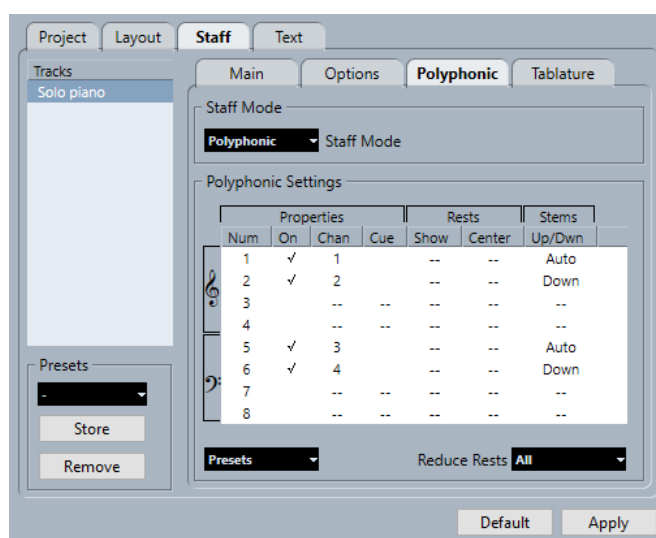 Project Layout Staff Text
Tracks
Solo piano
Main Options Polyphonic Tablature
Staff Mode
Polyphonic Staff Mode
Polyphonic Settings
Properties Rests Stems
Num On Chan Cue Show Center Up/Dwn
1 √ 1 -- -- Auto
2 √ 2 -- -- Down
3 -- -- -- -- --
4 -- -- -- -- --
5 √ 3 -- -- Auto
6 √ 4 -- -- Down
7 -- -- -- -- --
8 -- -- -- -- --
Presets
-
Store
Remove
Presets Reduce Rests All
Default Apply